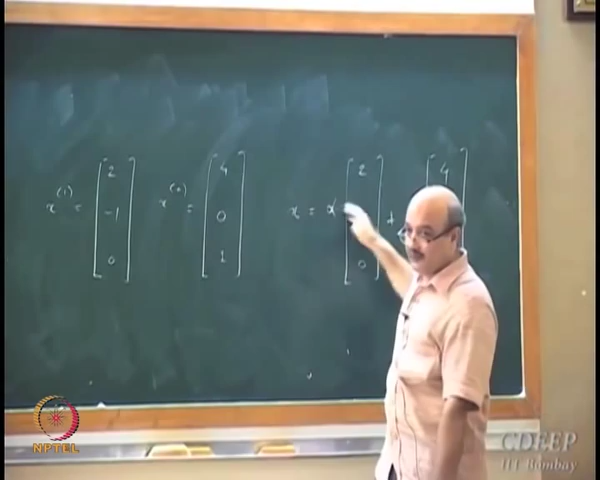 x⁽¹⁾ = [2 -1 0] x⁽²⁾ = [4 0 1] x = α [2 0] + [4
NPTEL
CDEEP
IIT Bombay